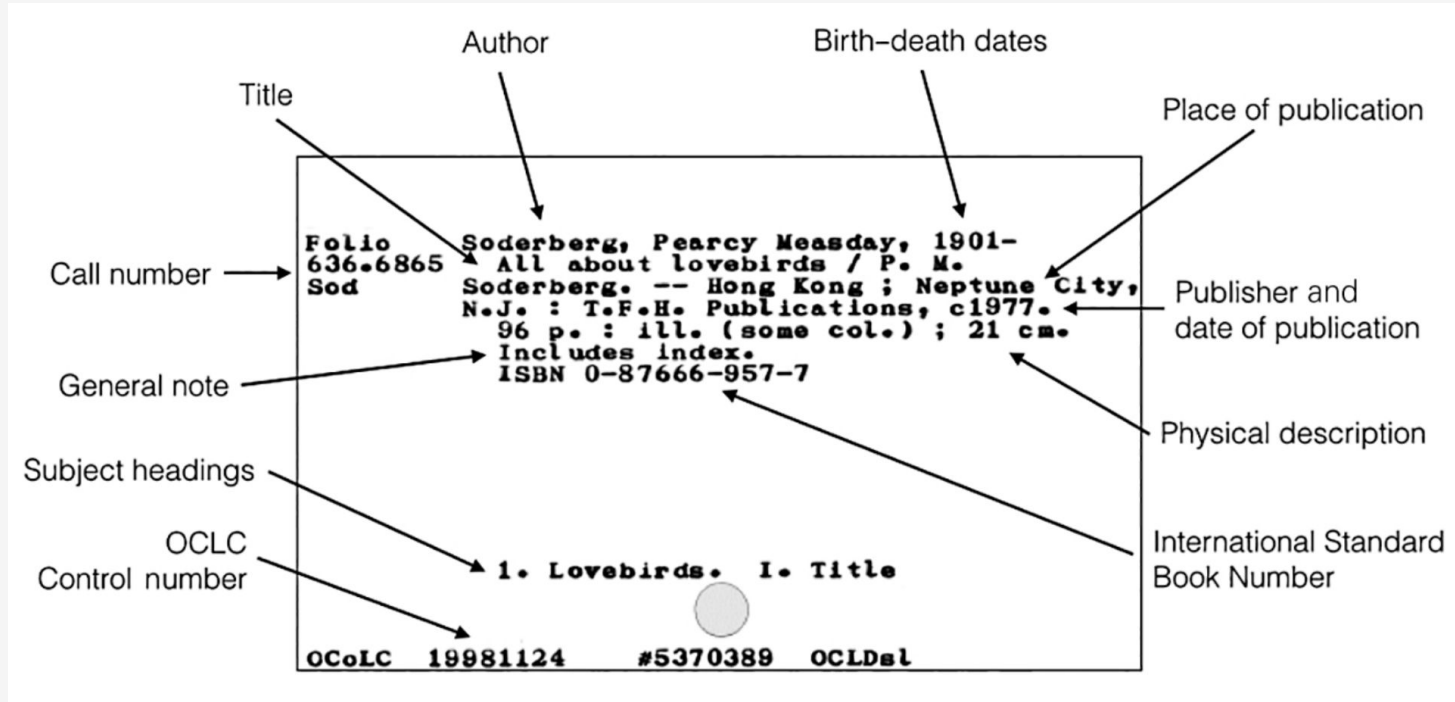 Author
Birth–death dates
Title
Place of publication
Folio Soderberg, Pearcy Measday, 1901-
636.6865 All about lovebirds / P. M.
Call number
Sod Soderberg. -- Hong Kong ; Neptune City,
Publisher and
date of publication
N.J. : T.F.H. Publications, c1977.
96 p. : ill. (some col.) ; 21 cm.
Includes index.
General note
ISBN 0-87666-957-7
Physical description
Subject headings
OCLC
Control number
International Standard
Book Number
1. Lovebirds. I. Title
OCoLC 19981124 #5370389 OCLDsl